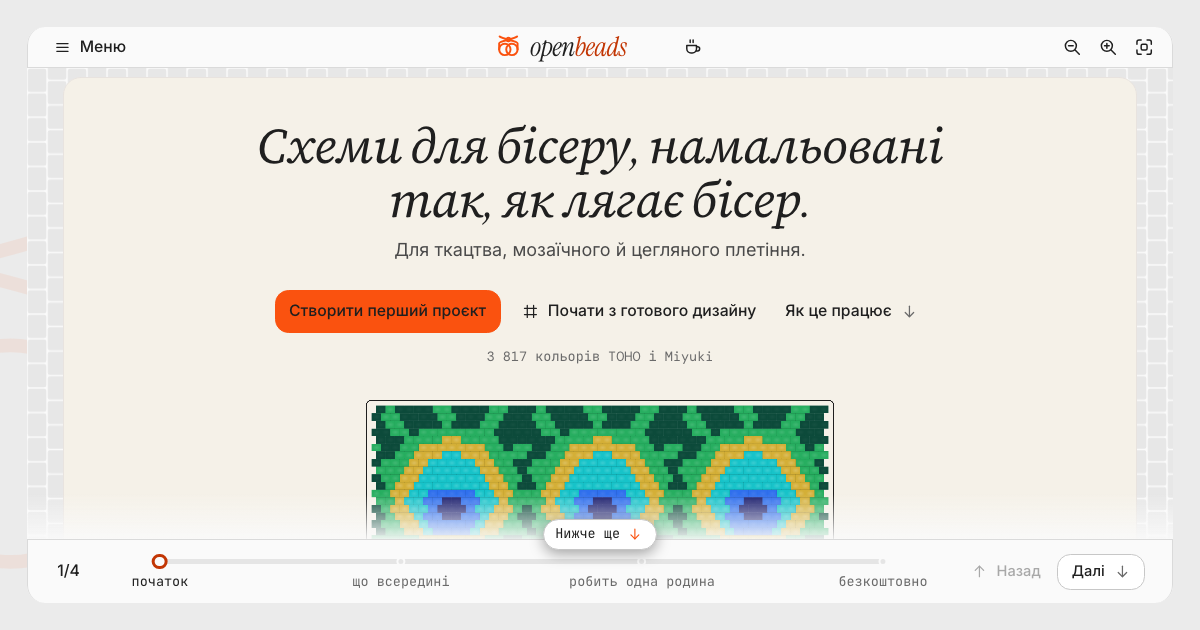 Меню
openbeads
Схеми для бісеру, намальовані
так, як лягає бісер.
Для ткацтва, мозаїчного й цегляного плетіння.
Створити перший проєкт
Почати з готового дизайну
Як це працює
3 817 кольорів TOHO і Miyuki
Нижче ще
1/4
початок
що всередині
робить одна родина
безкоштовно
Назад
Далі